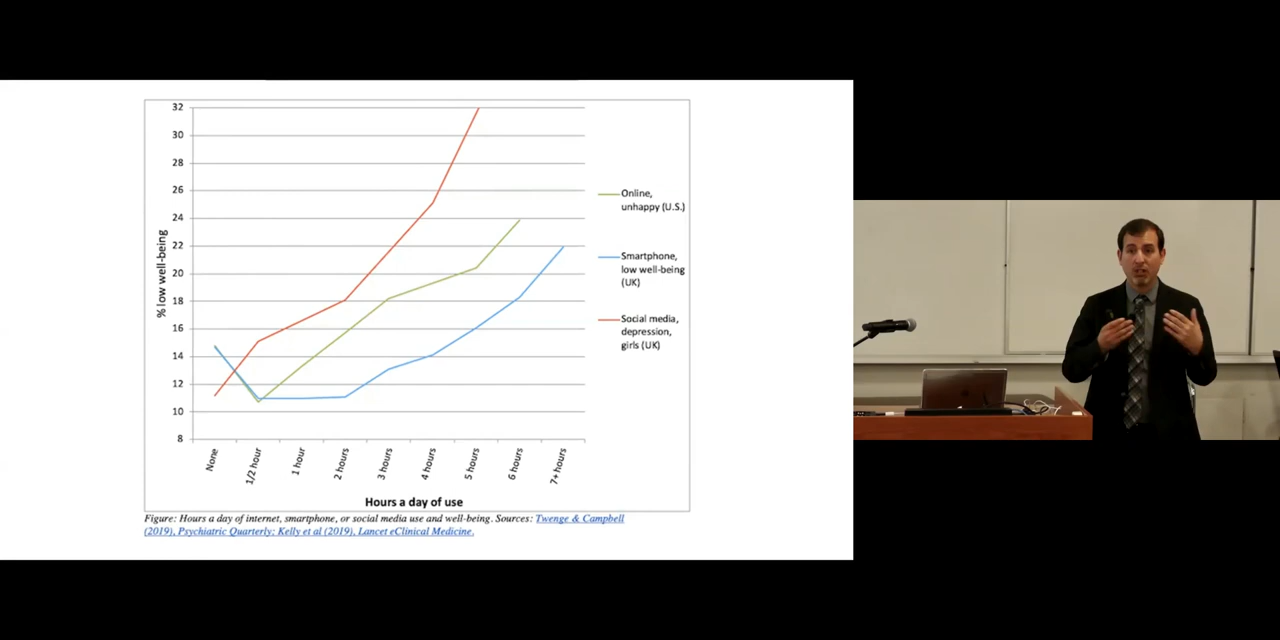 32
30
28
26
24
22
20
18
16
14
12
10
8
% low well-being
None
1/2 hour
1 hour
2 hours
3 hours
4 hours
5 hours
6 hours
7+ hours
Hours a day of use
Online,
unhappy (U.S.)
Smartphone,
low well-being
(UK)
Social media,
depression,
girls (UK)
Figure: Hours a day of internet, smartphone, or social media use and well-being. Sources: Twenge & Campbell
(2019), Psychiatric Quarterly; Kelly et al (2019), Lancet eClinical Medicine.